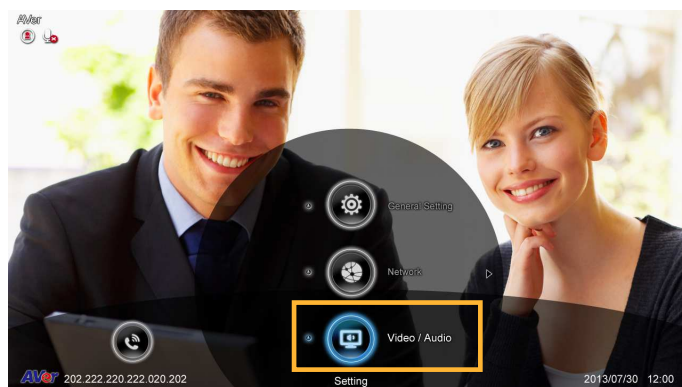 AVer
General Setting
Network
Video / Audio
AVer 202.222.220.222.020.202
Setting
2013/07/30 12:00